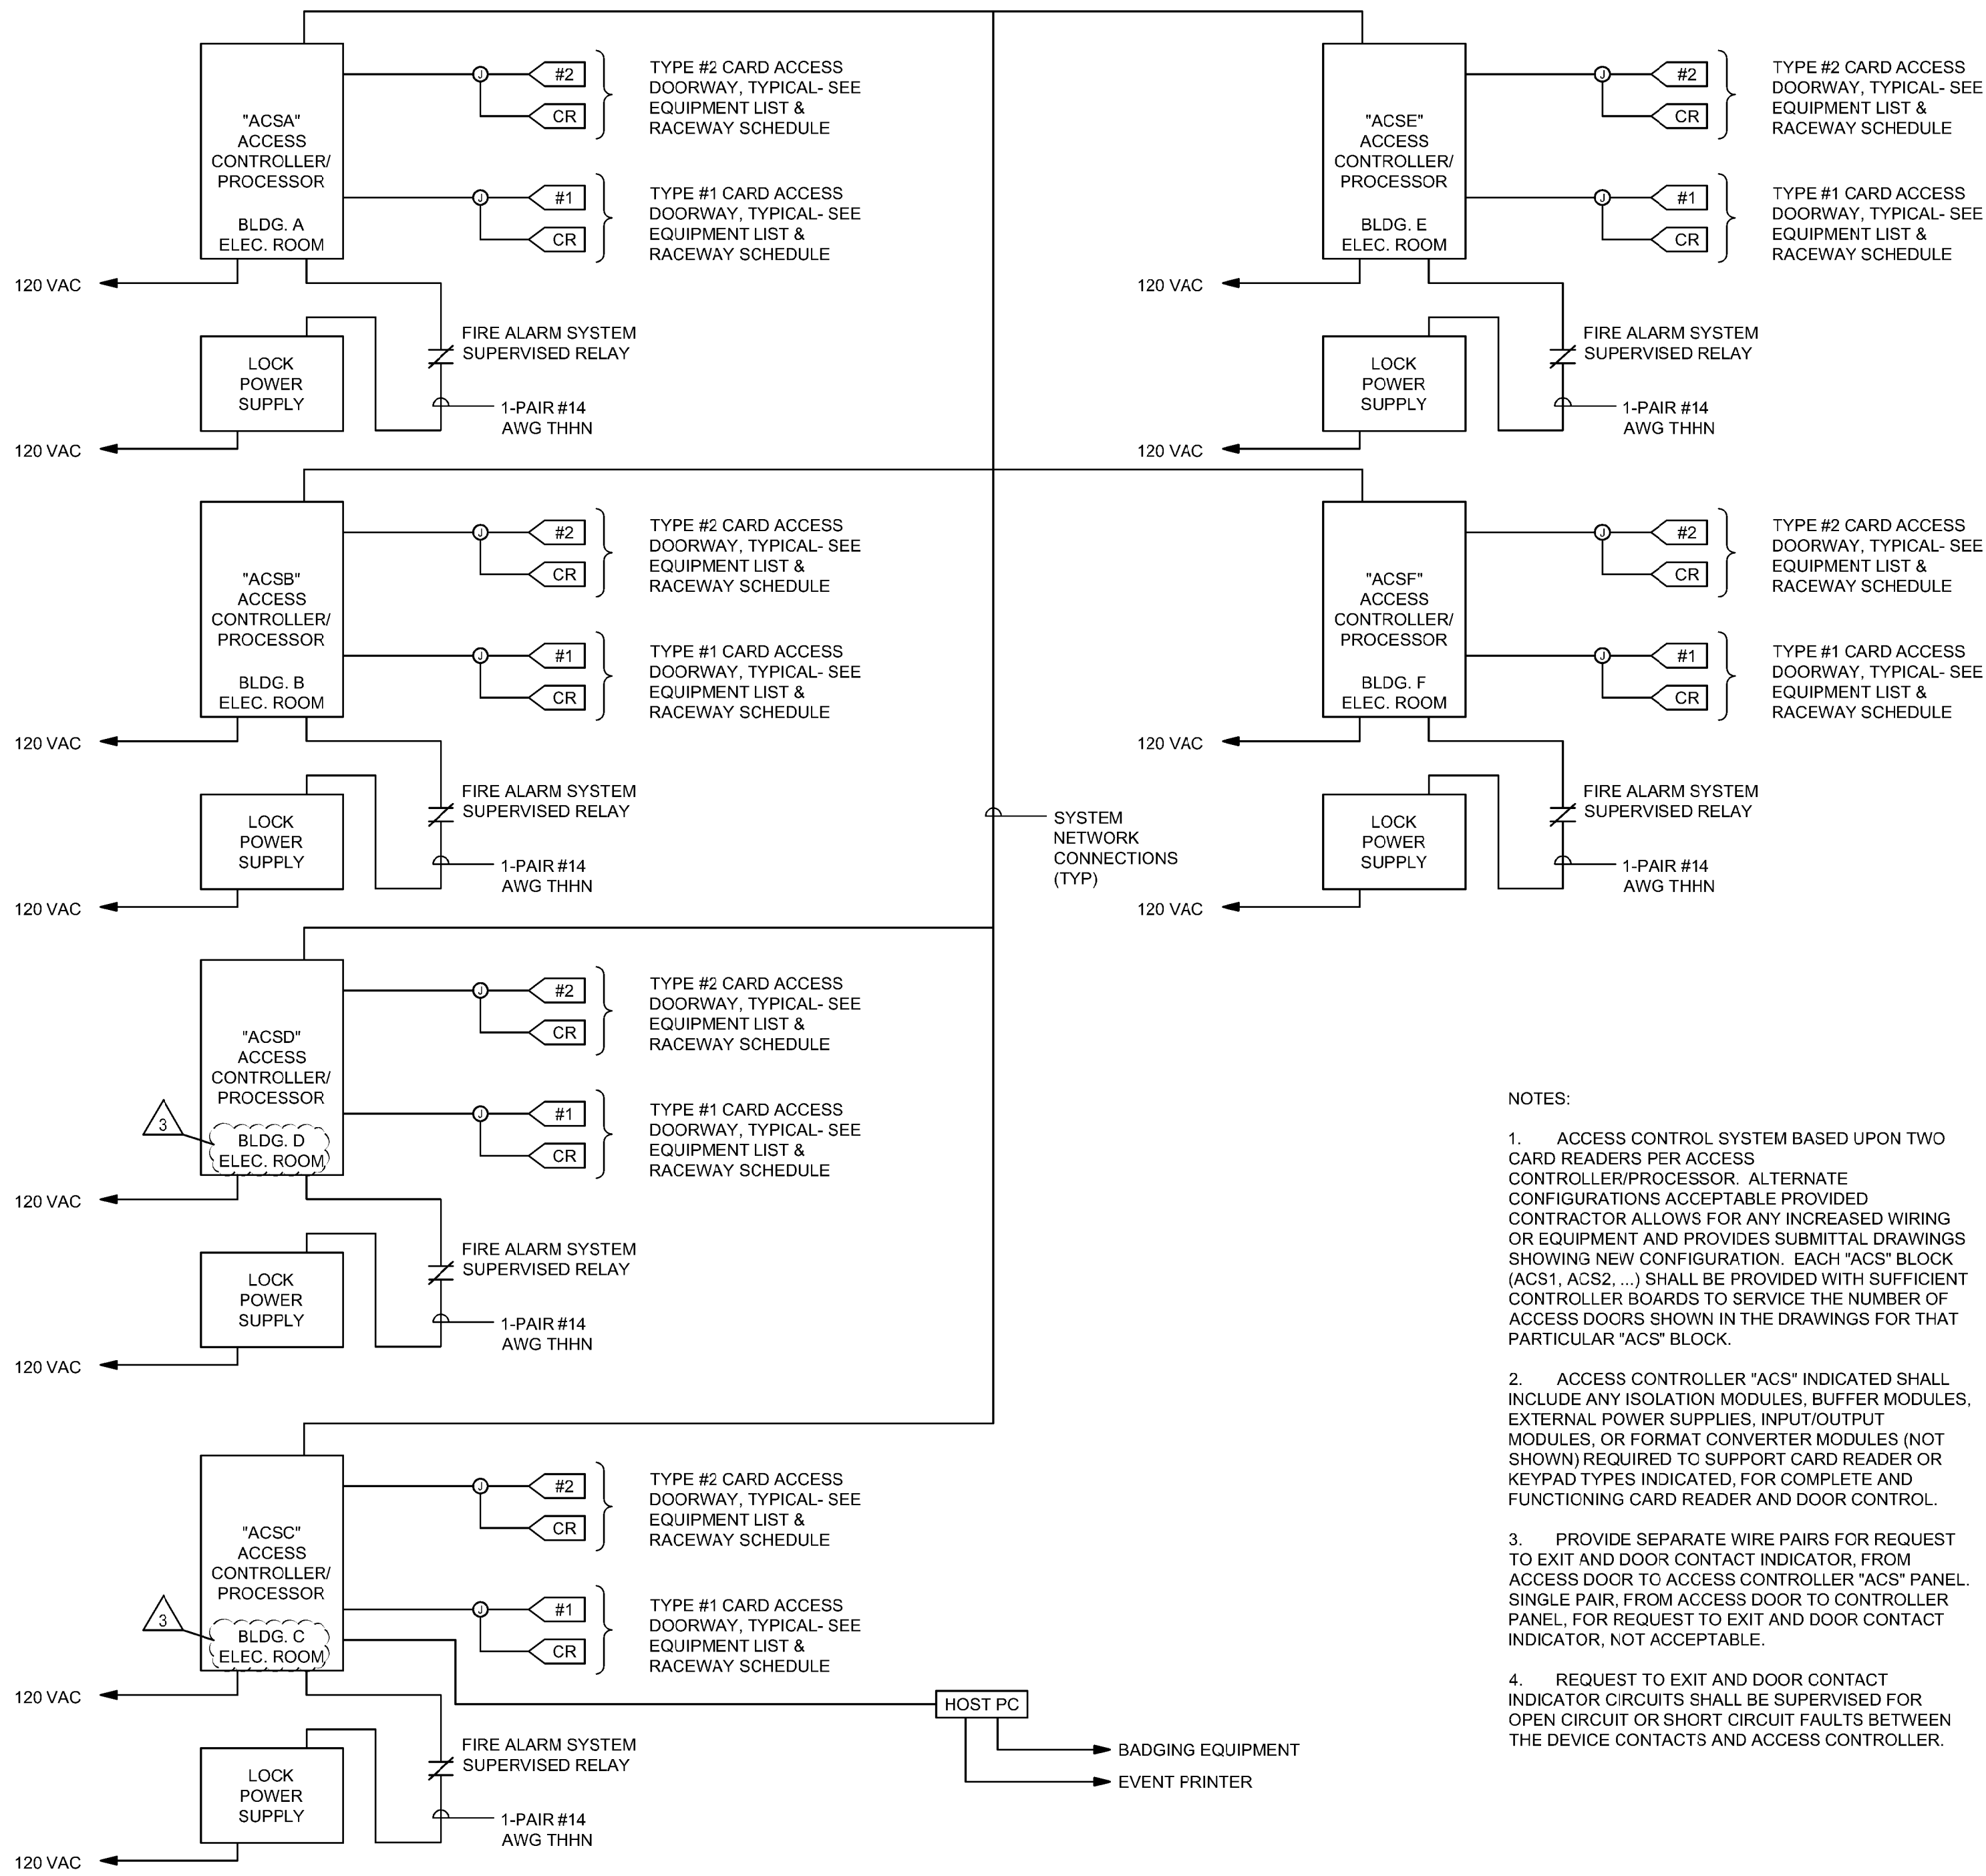 "ACSA"
ACCESS
CONTROLLER/
PROCESSOR
BLDG. A
ELEC. ROOM
J
#2
CR
TYPE #2 CARD ACCESS
DOORWAY, TYPICAL- SEE
EQUIPMENT LIST &
RACEWAY SCHEDULE
J
#1
CR
TYPE #1 CARD ACCESS
DOORWAY, TYPICAL- SEE
EQUIPMENT LIST &
RACEWAY SCHEDULE
120 VAC
FIRE ALARM SYSTEM
SUPERVISED RELAY
LOCK
POWER
SUPPLY
1-PAIR #14
AWG THHN
120 VAC
"ACSE"
ACCESS
CONTROLLER/
PROCESSOR
BLDG. E
ELEC. ROOM
J
#2
CR
TYPE #2 CARD ACCESS
DOORWAY, TYPICAL- SEE
EQUIPMENT LIST &
RACEWAY SCHEDULE
J
#1
CR
TYPE #1 CARD ACCESS
DOORWAY, TYPICAL- SEE
EQUIPMENT LIST &
RACEWAY SCHEDULE
120 VAC
FIRE ALARM SYSTEM
SUPERVISED RELAY
LOCK
POWER
SUPPLY
1-PAIR #14
AWG THHN
120 VAC
"ACSB"
ACCESS
CONTROLLER/
PROCESSOR
BLDG. B
ELEC. ROOM
J
#2
CR
TYPE #2 CARD ACCESS
DOORWAY, TYPICAL- SEE
EQUIPMENT LIST &
RACEWAY SCHEDULE
J
#1
CR
TYPE #1 CARD ACCESS
DOORWAY, TYPICAL- SEE
EQUIPMENT LIST &
RACEWAY SCHEDULE
120 VAC
FIRE ALARM SYSTEM
SUPERVISED RELAY
LOCK
POWER
SUPPLY
1-PAIR #14
AWG THHN
120 VAC
SYSTEM
NETWORK
CONNECTIONS
(TYP)
"ACSF"
ACCESS
CONTROLLER/
PROCESSOR
BLDG. F
ELEC. ROOM
J
#2
CR
TYPE #2 CARD ACCESS
DOORWAY, TYPICAL- SEE
EQUIPMENT LIST &
RACEWAY SCHEDULE
J
#1
CR
TYPE #1 CARD ACCESS
DOORWAY, TYPICAL- SEE
EQUIPMENT LIST &
RACEWAY SCHEDULE
120 VAC
FIRE ALARM SYSTEM
SUPERVISED RELAY
LOCK
POWER
SUPPLY
1-PAIR #14
AWG THHN
120 VAC
"ACSD"
ACCESS
CONTROLLER/
PROCESSOR
3
BLDG. D
ELEC. ROOM
J
#2
CR
TYPE #2 CARD ACCESS
DOORWAY, TYPICAL- SEE
EQUIPMENT LIST &
RACEWAY SCHEDULE
J
#1
CR
TYPE #1 CARD ACCESS
DOORWAY, TYPICAL- SEE
EQUIPMENT LIST &
RACEWAY SCHEDULE
120 VAC
FIRE ALARM SYSTEM
SUPERVISED RELAY
LOCK
POWER
SUPPLY
1-PAIR #14
AWG THHN
120 VAC
"ACSC"
ACCESS
CONTROLLER/
PROCESSOR
3
BLDG. C
ELEC. ROOM
J
#2
CR
TYPE #2 CARD ACCESS
DOORWAY, TYPICAL- SEE
EQUIPMENT LIST &
RACEWAY SCHEDULE
J
#1
CR
TYPE #1 CARD ACCESS
DOORWAY, TYPICAL- SEE
EQUIPMENT LIST &
RACEWAY SCHEDULE
120 VAC
FIRE ALARM SYSTEM
SUPERVISED RELAY
LOCK
POWER
SUPPLY
1-PAIR #14
AWG THHN
120 VAC
HOST PC
BADGING EQUIPMENT
EVENT PRINTER
NOTES:
1. ACCESS CONTROL SYSTEM BASED UPON TWO
CARD READERS PER ACCESS
CONTROLLER/PROCESSOR. ALTERNATE
CONFIGURATIONS ACCEPTABLE PROVIDED
CONTRACTOR ALLOWS FOR ANY INCREASED WIRING
OR EQUIPMENT AND PROVIDES SUBMITTAL DRAWINGS
SHOWING NEW CONFIGURATION. EACH "ACS" BLOCK
(ACS1, ACS2, ...) SHALL BE PROVIDED WITH SUFFICIENT
CONTROLLER BOARDS TO SERVICE THE NUMBER OF
ACCESS DOORS SHOWN IN THE DRAWINGS FOR THAT
PARTICULAR "ACS" BLOCK.
2. ACCESS CONTROLLER "ACS" INDICATED SHALL
INCLUDE ANY ISOLATION MODULES, BUFFER MODULES,
EXTERNAL POWER SUPPLIES, INPUT/OUTPUT
MODULES, OR FORMAT CONVERTER MODULES (NOT
SHOWN) REQUIRED TO SUPPORT CARD READER OR
KEYPAD TYPES INDICATED, FOR COMPLETE AND
FUNCTIONING CARD READER AND DOOR CONTROL.
3. PROVIDE SEPARATE WIRE PAIRS FOR REQUEST
TO EXIT AND DOOR CONTACT INDICATOR, FROM
ACCESS DOOR TO ACCESS CONTROLLER "ACS" PANEL.
SINGLE PAIR, FROM ACCESS DOOR TO CONTROLLER
PANEL, FOR REQUEST TO EXIT AND DOOR CONTACT
INDICATOR, NOT ACCEPTABLE.
4. REQUEST TO EXIT AND DOOR CONTACT
INDICATOR CIRCUITS SHALL BE SUPERVISED FOR
OPEN CIRCUIT OR SHORT CIRCUIT FAULTS BETWEEN
THE DEVICE CONTACTS AND ACCESS CONTROLLER.